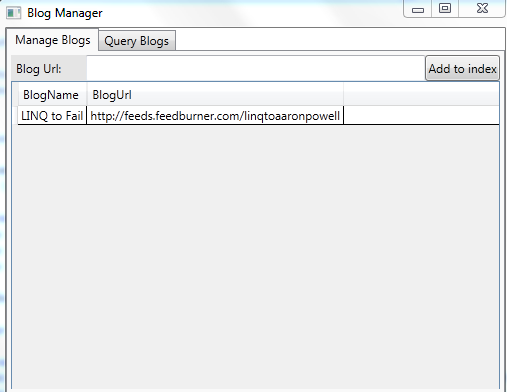 Blog Manager
Manage Blogs Query Blogs
Blog Url: Add to index
BlogName BlogUrl
LINQ to Fail http://feeds.feedburner.com/linqtoaaronpowell